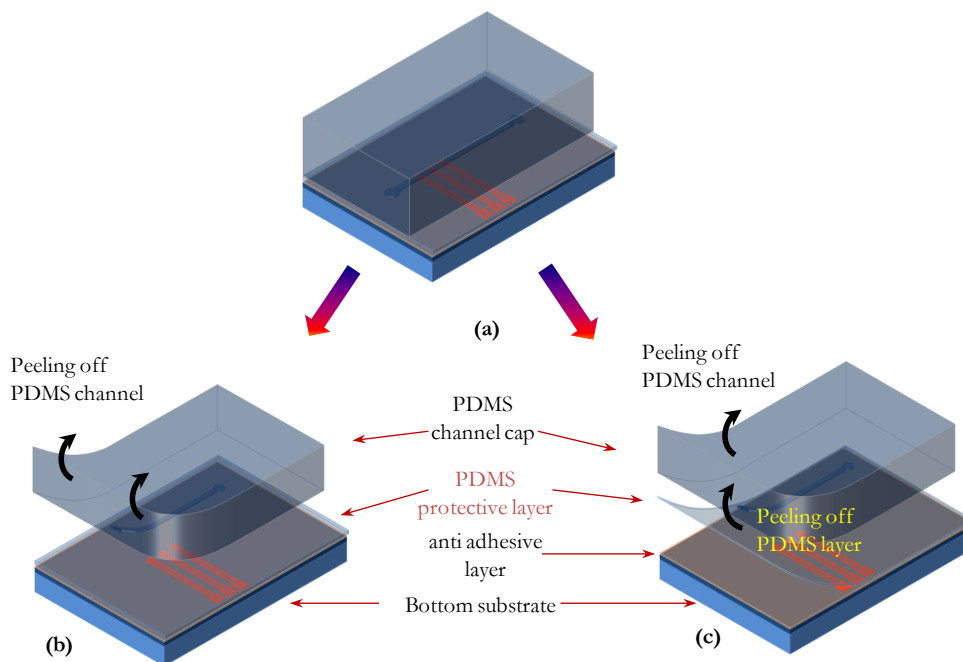 (a)
Peeling off
PDMS channel
Peeling off
PDMS channel
PDMS
channel cap
PDMS
protective layer
Peeling off
PDMS layer
anti adhesive
layer
Bottom substrate
(b)
(c)